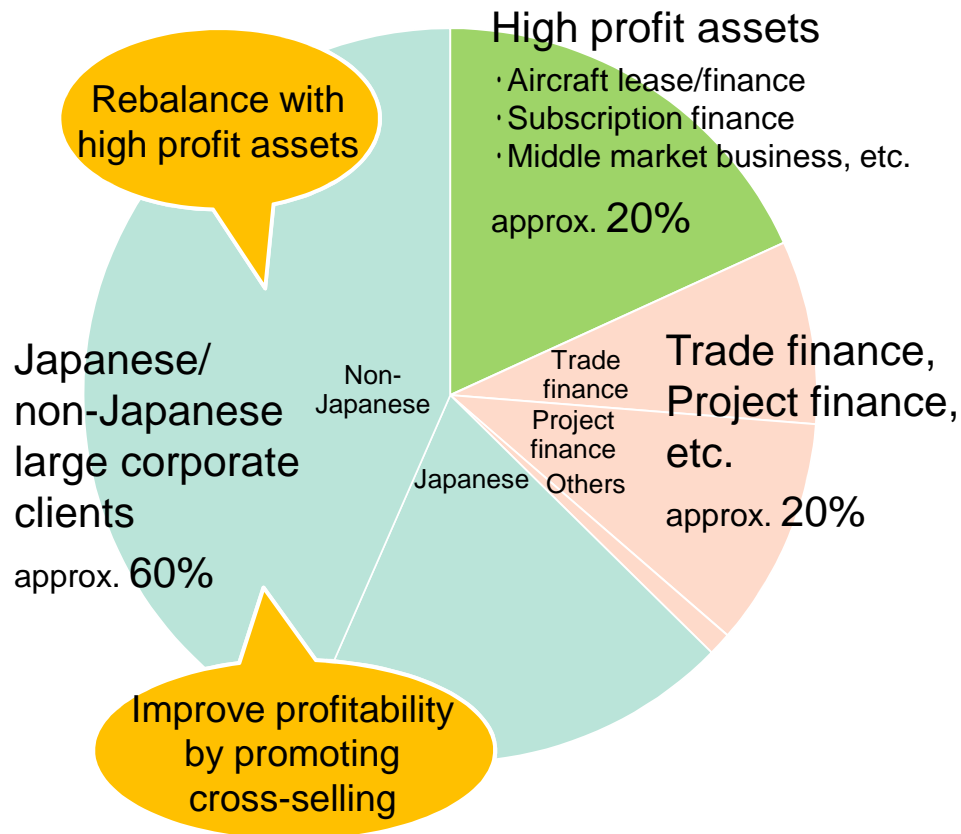 High profit assets
・Aircraft lease/finance
・Subscription finance
・Middle market business, etc.
approx. 20%
Rebalance with
high profit assets
Japanese/
non-Japanese
large corporate
clients
approx. 60%
Non-
Japanese
Japanese
Trade
finance
Project
finance
Others
Trade finance,
Project finance,
etc.
approx. 20%
Improve profitability
by promoting
cross-selling